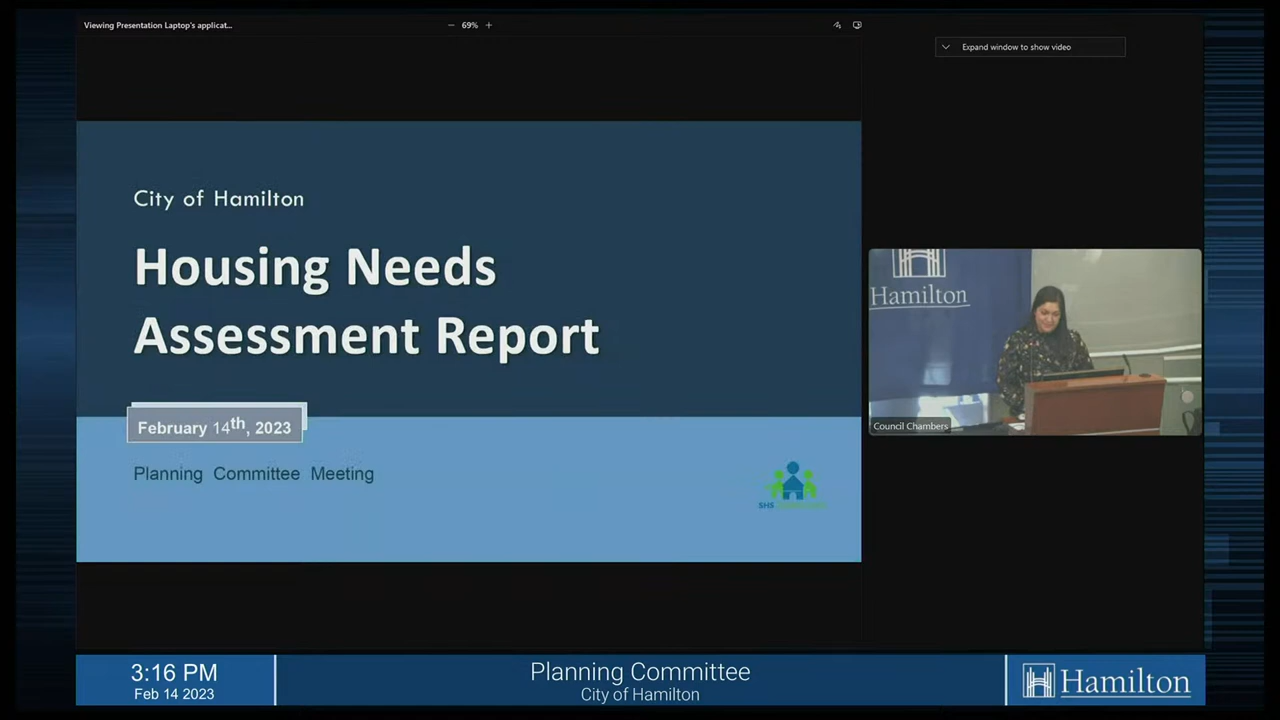 Viewing Presentation Laptop's applicat...
69%
Expand window to show video
City of Hamilton
Housing Needs
Assessment Report
February 14th, 2023
Planning Committee Meeting
SHS
Hamilton
Council Chambers
3:16 PM
Feb 14 2023
Planning Committee
City of Hamilton
Hamilton